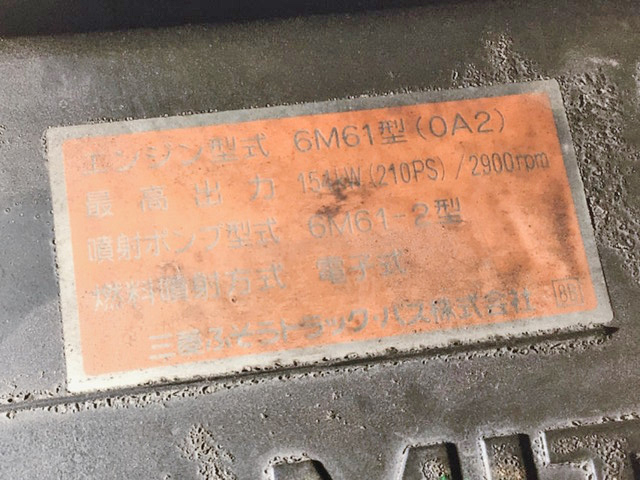 エンジン型式 6M61型(0A2)
最高出力 154kW(210PS)/2900rpm
噴射ポンプ型式 6M61-2型
燃料噴射方式 電子式
三菱ふそうトラック・バス株式会社
MIT